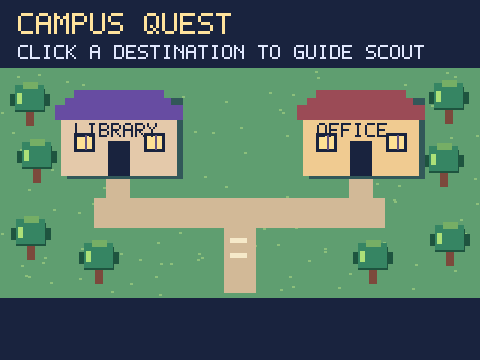 CAMPUS QUEST
CLICK A DESTINATION TO GUIDE SCOUT
LIBRARY
OFFICE